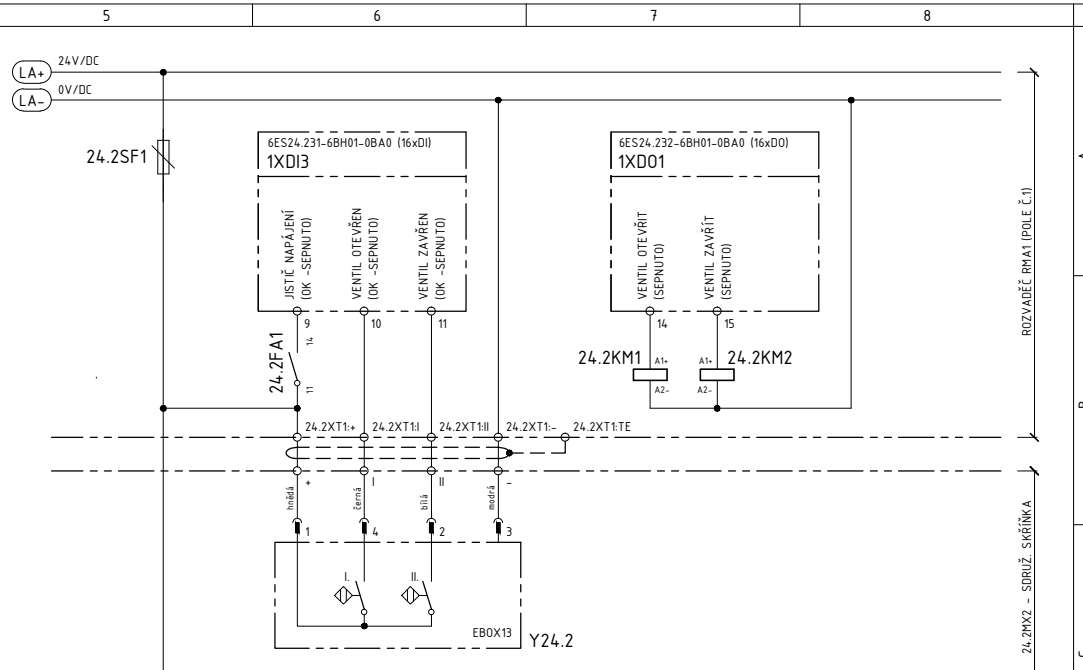 5
6
7
8
LA+
24V/DC
LA-
0V/DC
24.2SF1
6ES24.231-6BH01-0BA0 (16xDI)
1XDI3
JISTIČ NAPÁJENÍ
(OK -SEPNUTO)
VENTIL OTEVŘEN
(OK -SEPNUTO)
VENTIL ZAVŘEN
(OK -SEPNUTO)
9
10
11
6ES24.232-6BH01-0BA0 (16xDO)
1XDO1
VENTIL OTEVŘIT
(SEPNUTO)
VENTIL ZAVŘÍT
(SEPNUTO)
14
15
24.2FA1
14
11
24.2KM1
A1+
A2-
A1+
A2-
24.2KM2
ROZVADĚČ RMA1 (POLE Č.1)
A
B
24.2XT1:+
24.2XT1:I
24.2XT1:II
24.2XT1:-
24.2XT1:TE
+
I
II
-
hnědá
černá
bílá
modrá
1
4
2
3
I.
II.
EBOX13
Y24.2
24.2MX2 - SDRUŽ. SKŘÍŇKA
C